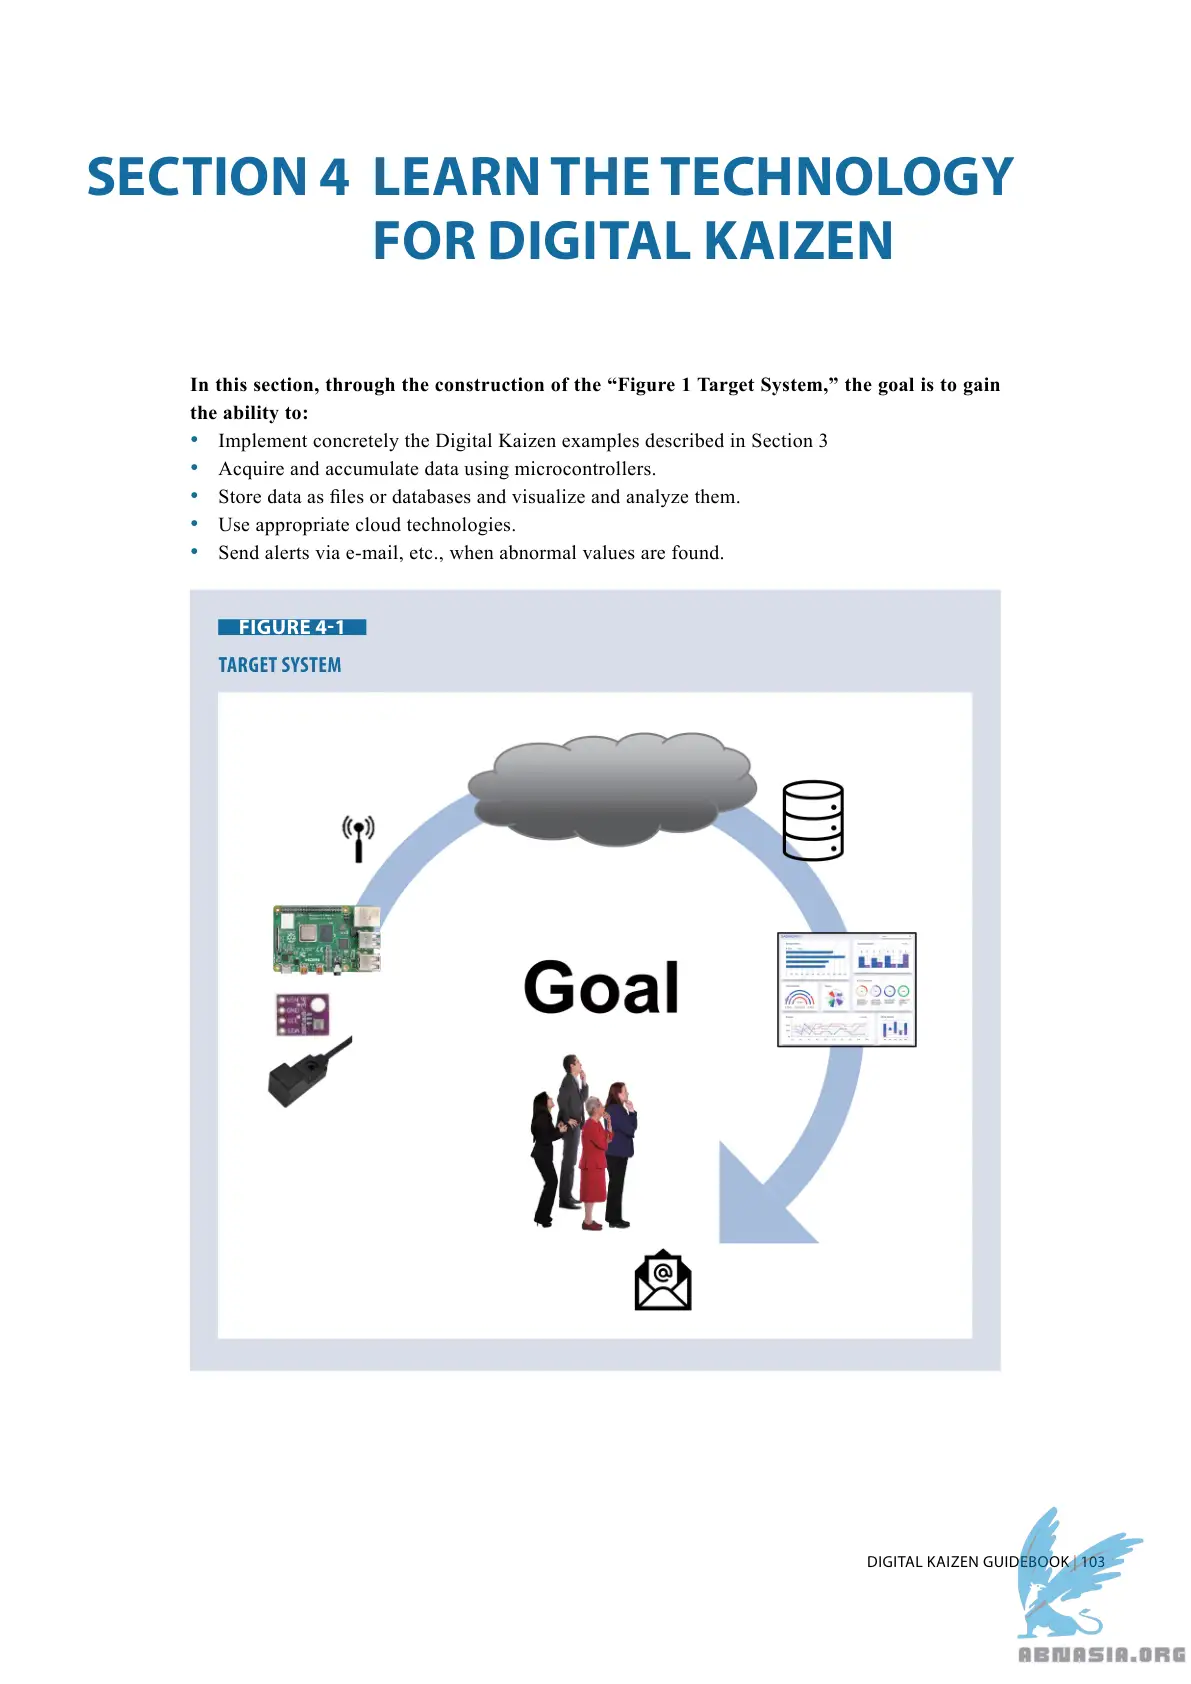 SECTION 4 LEARN THE TECHNOLOGY
FOR DIGITAL KAIZEN
In this section, through the construction of the “Figure 1 Target System,” the goal is to gain
the ability to:
• Implement concretely the Digital Kaizen examples described in Section 3
• Acquire and accumulate data using microcontrollers.
• Store data as files or databases and visualize and analyze them.
• Use appropriate cloud technologies.
• Send alerts via e-mail, etc., when abnormal values are found.
FIGURE 4-1
TARGET SYSTEM
Goal
@
DIGITAL KAIZEN GUIDEBOOK | 103
ABNASIA.ORG